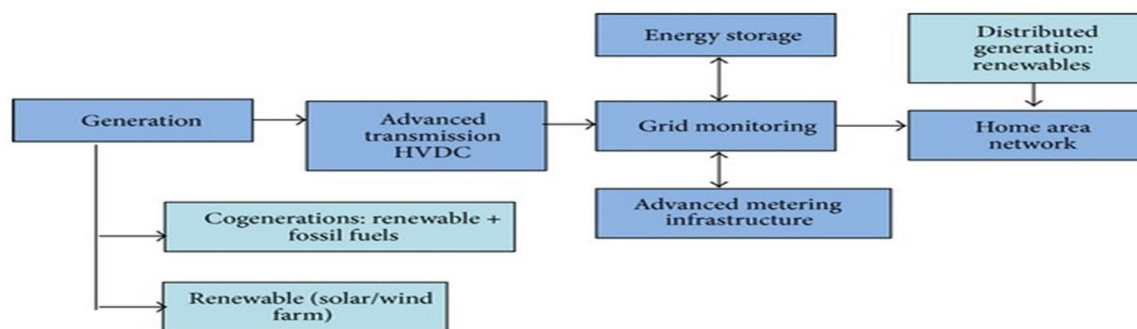 Energy storage
Distributed
generation:
renewables
Generation
Advanced
transmission
HVDC
Grid monitoring
Home area
network
Advanced metering
infrastructure
Cogenerations: renewable +
fossil fuels
Renewable (solar/wind
farm)